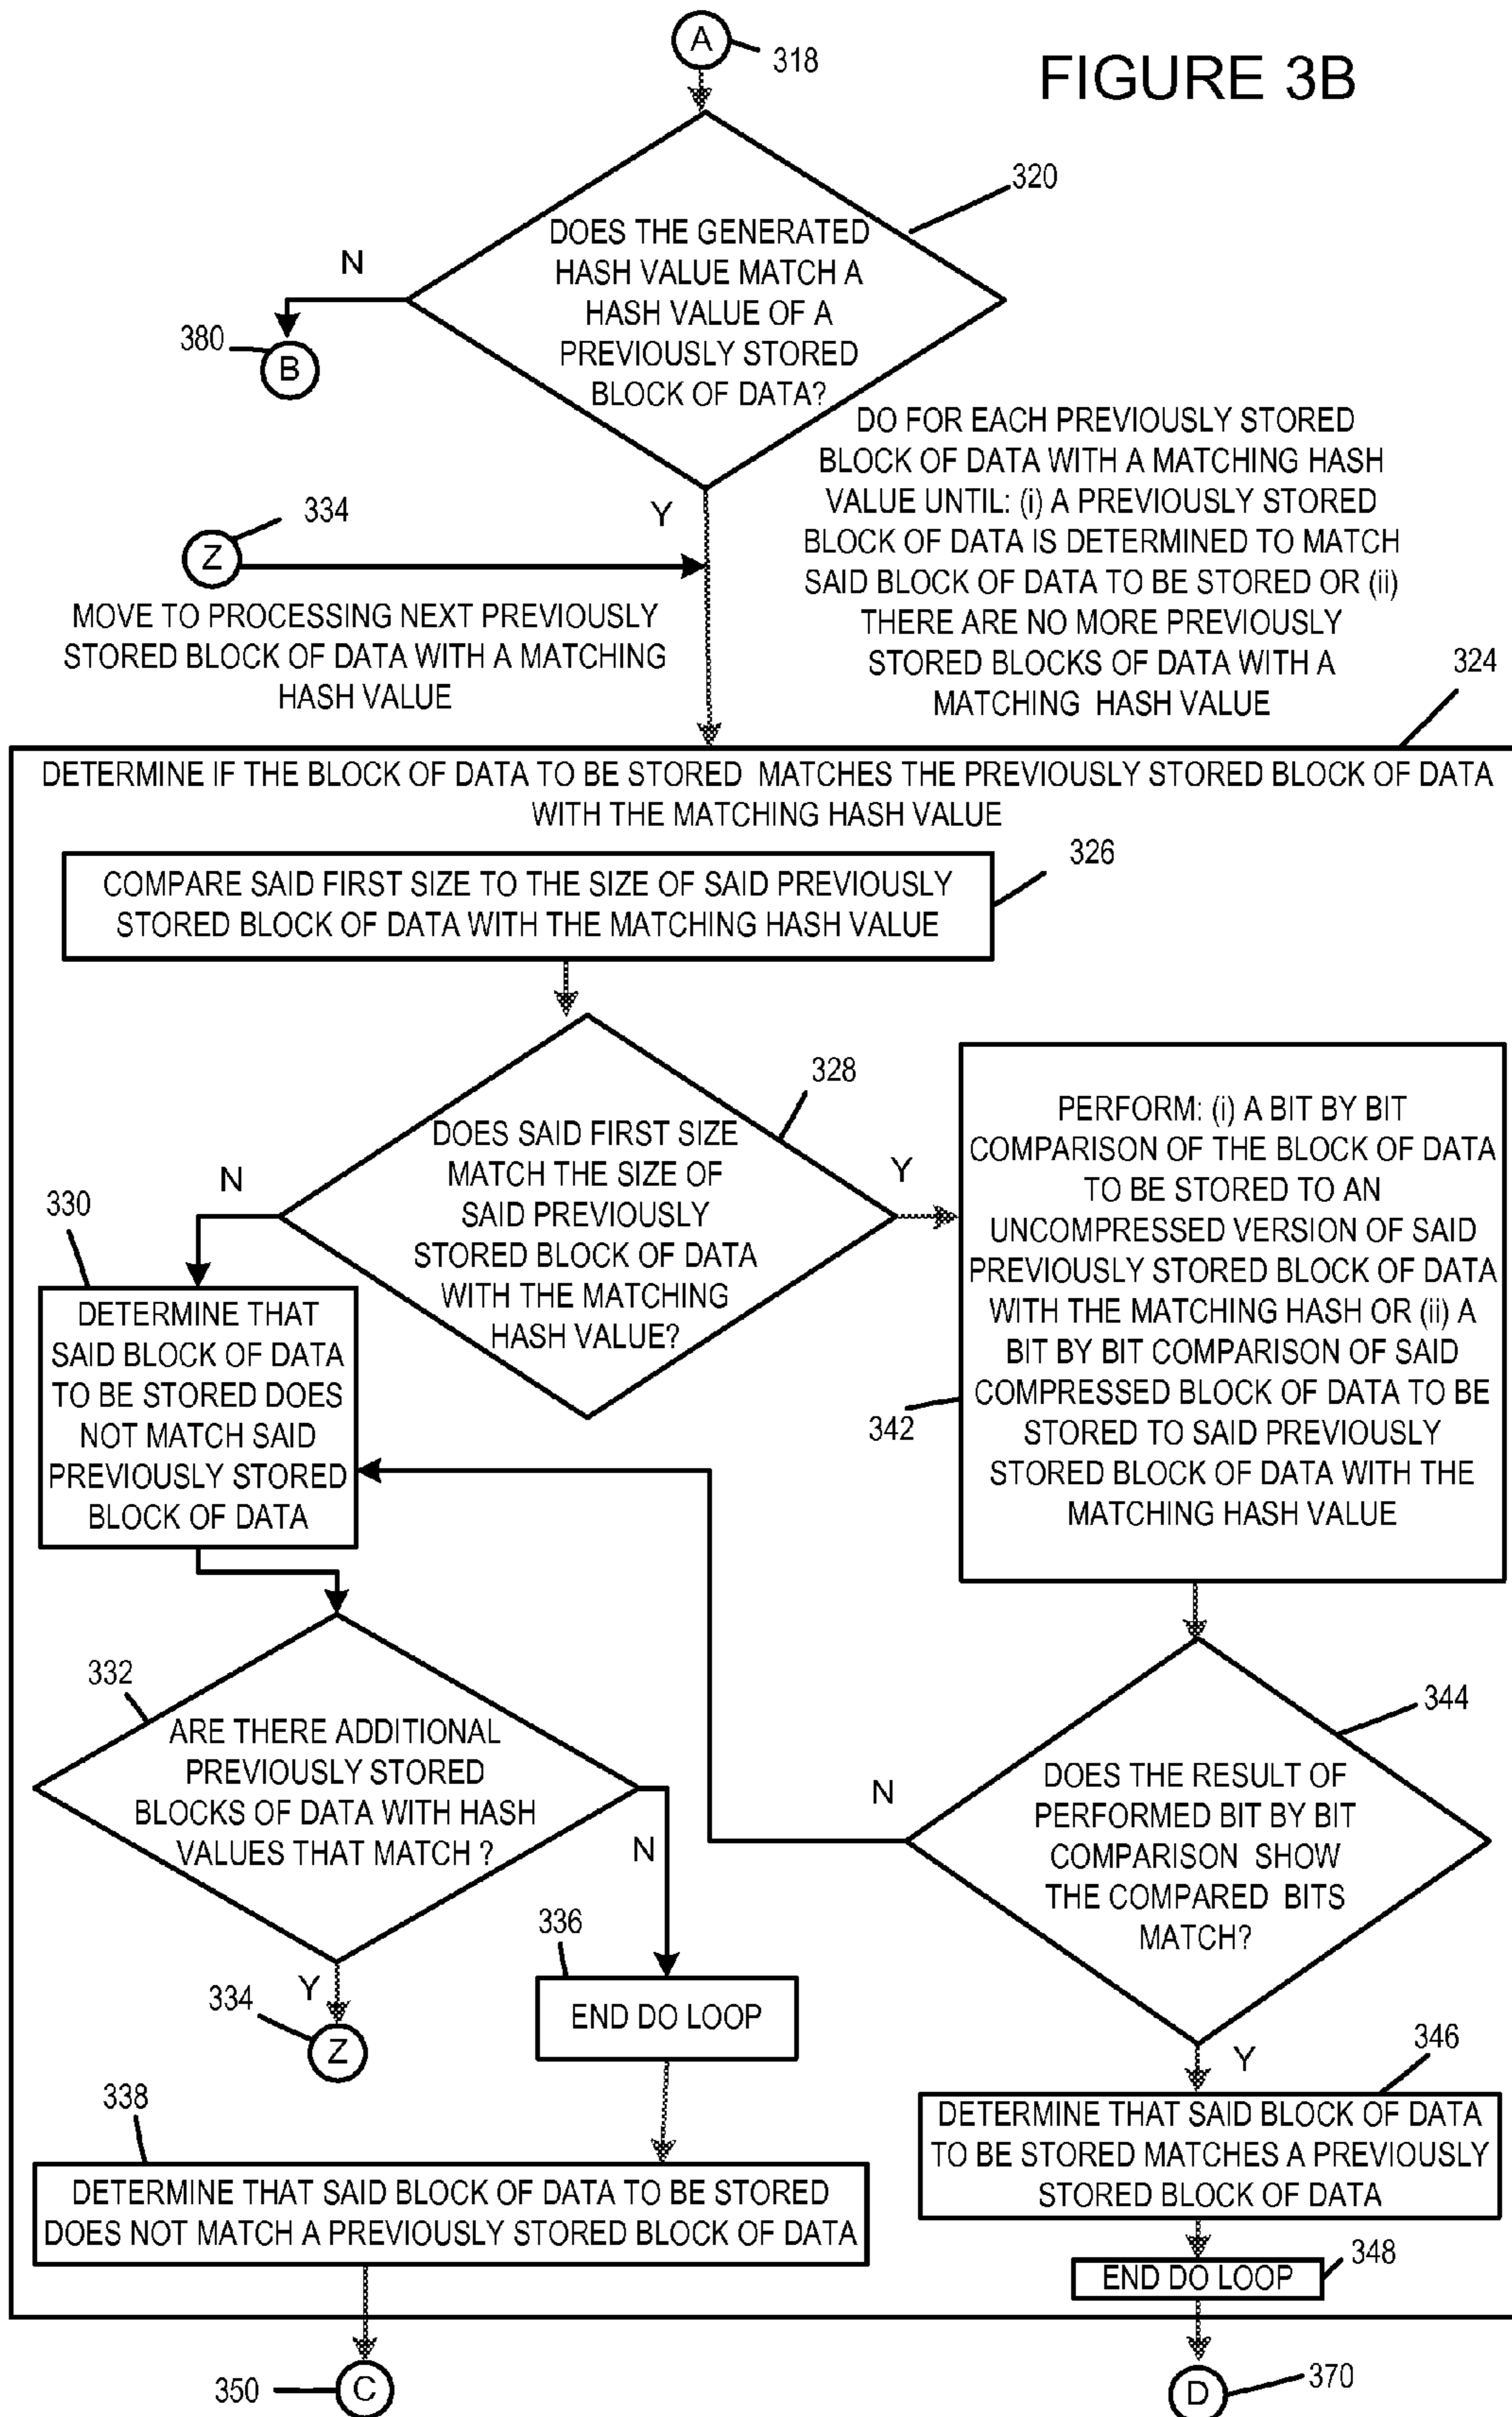 A
318
FIGURE 3B
320
DOES THE GENERATED
HASH VALUE MATCH A
HASH VALUE OF A
PREVIOUSLY STORED
BLOCK OF DATA?
N
380
B
DO FOR EACH PREVIOUSLY STORED
BLOCK OF DATA WITH A MATCHING HASH
VALUE UNTIL: (i) A PREVIOUSLY STORED
BLOCK OF DATA IS DETERMINED TO MATCH
SAID BLOCK OF DATA TO BE STORED OR (ii)
THERE ARE NO MORE PREVIOUSLY
STORED BLOCKS OF DATA WITH A
MATCHING HASH VALUE
Y
334
Z
MOVE TO PROCESSING NEXT PREVIOUSLY
STORED BLOCK OF DATA WITH A MATCHING
HASH VALUE
324
DETERMINE IF THE BLOCK OF DATA TO BE STORED MATCHES THE PREVIOUSLY STORED BLOCK OF DATA
WITH THE MATCHING HASH VALUE
326
COMPARE SAID FIRST SIZE TO THE SIZE OF SAID PREVIOUSLY
STORED BLOCK OF DATA WITH THE MATCHING HASH VALUE
328
DOES SAID FIRST SIZE
MATCH THE SIZE OF
SAID PREVIOUSLY
STORED BLOCK OF DATA
WITH THE MATCHING
HASH VALUE?
N
Y
330
DETERMINE THAT
SAID BLOCK OF DATA
TO BE STORED DOES
NOT MATCH SAID
PREVIOUSLY STORED
BLOCK OF DATA
PERFORM: (i) A BIT BY BIT
COMPARISON OF THE BLOCK OF DATA
TO BE STORED TO AN
UNCOMPRESSED VERSION OF SAID
PREVIOUSLY STORED BLOCK OF DATA
WITH THE MATCHING HASH OR (ii) A
BIT BY BIT COMPARISON OF SAID
COMPRESSED BLOCK OF DATA TO BE
STORED TO SAID PREVIOUSLY
STORED BLOCK OF DATA WITH THE
MATCHING HASH VALUE
342
332
ARE THERE ADDITIONAL
PREVIOUSLY STORED
BLOCKS OF DATA WITH HASH
VALUES THAT MATCH ?
N
Y
334
Z
336
END DO LOOP
344
DOES THE RESULT OF
PERFORMED BIT BY BIT
COMPARISON SHOW
THE COMPARED BITS
MATCH?
N
Y
338
DETERMINE THAT SAID BLOCK OF DATA TO BE STORED
DOES NOT MATCH A PREVIOUSLY STORED BLOCK OF DATA
346
DETERMINE THAT SAID BLOCK OF DATA
TO BE STORED MATCHES A PREVIOUSLY
STORED BLOCK OF DATA
348
END DO LOOP
350
C
D
370